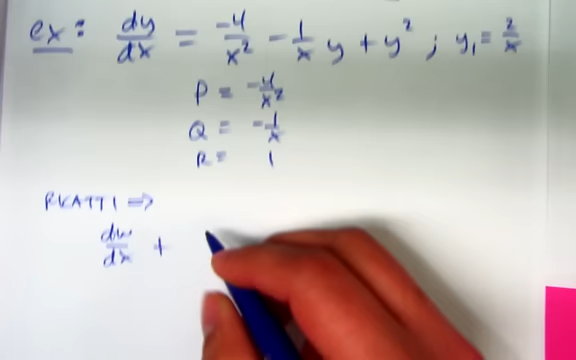 ex: dy/dx = -4/x² - 1/x y + y² ; y₁ = 2/x
P = -4/x²
Q = -1/x
R = 1
RICATTI ⇒
dw/dx +